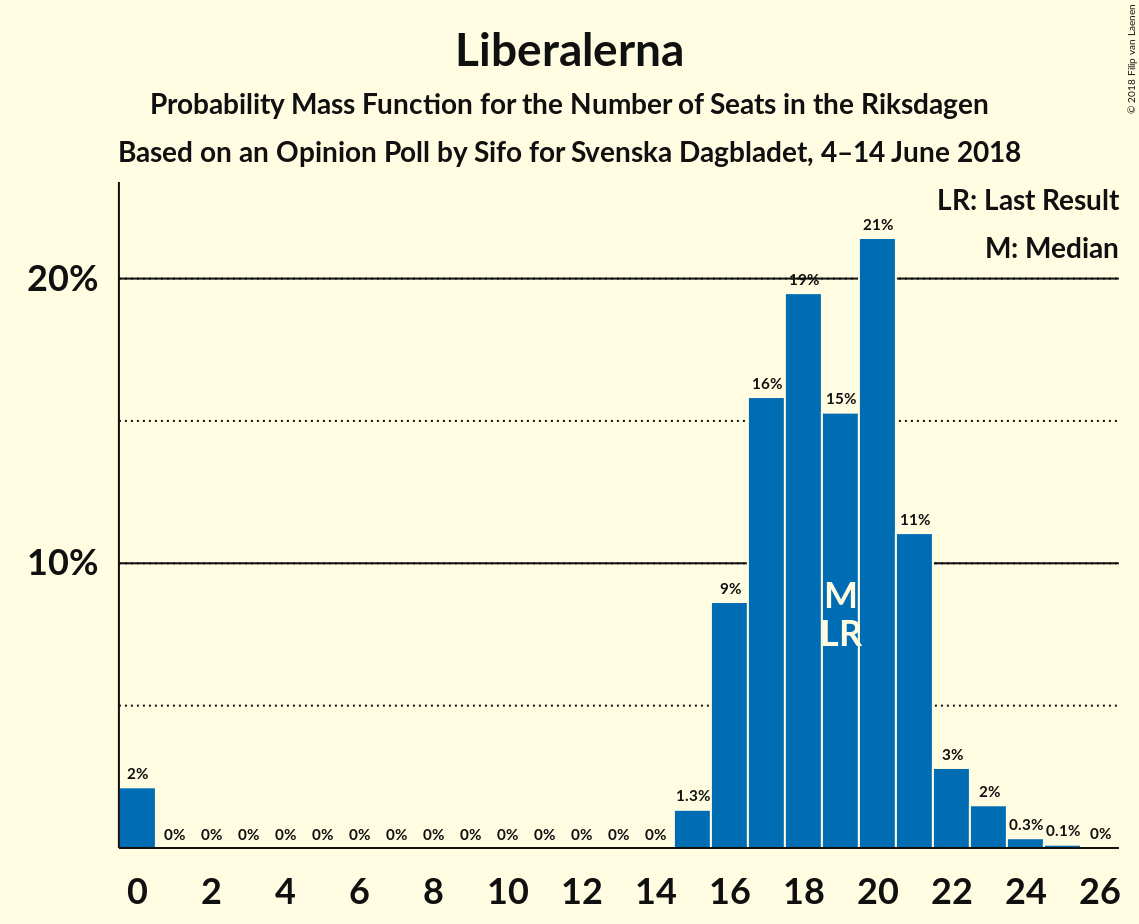 Liberalerna
Probability Mass Function for the Number of Seats in the Riksdagen
Based on an Opinion Poll by Sifo for Svenska Dagbladet, 4–14 June 2018
© 2018 Filip van Laenen
LR: Last Result
M: Median
20%
10%
2% 0% 0% 0% 0% 0% 0% 0% 0% 0% 0% 0% 0% 0% 0% 1.3% 9% 16% 19% 15% 21% 11% 3% 2% 0.3% 0.1% 0%
M
LR
0 2 4 6 8 10 12 14 16 18 20 22 24 26